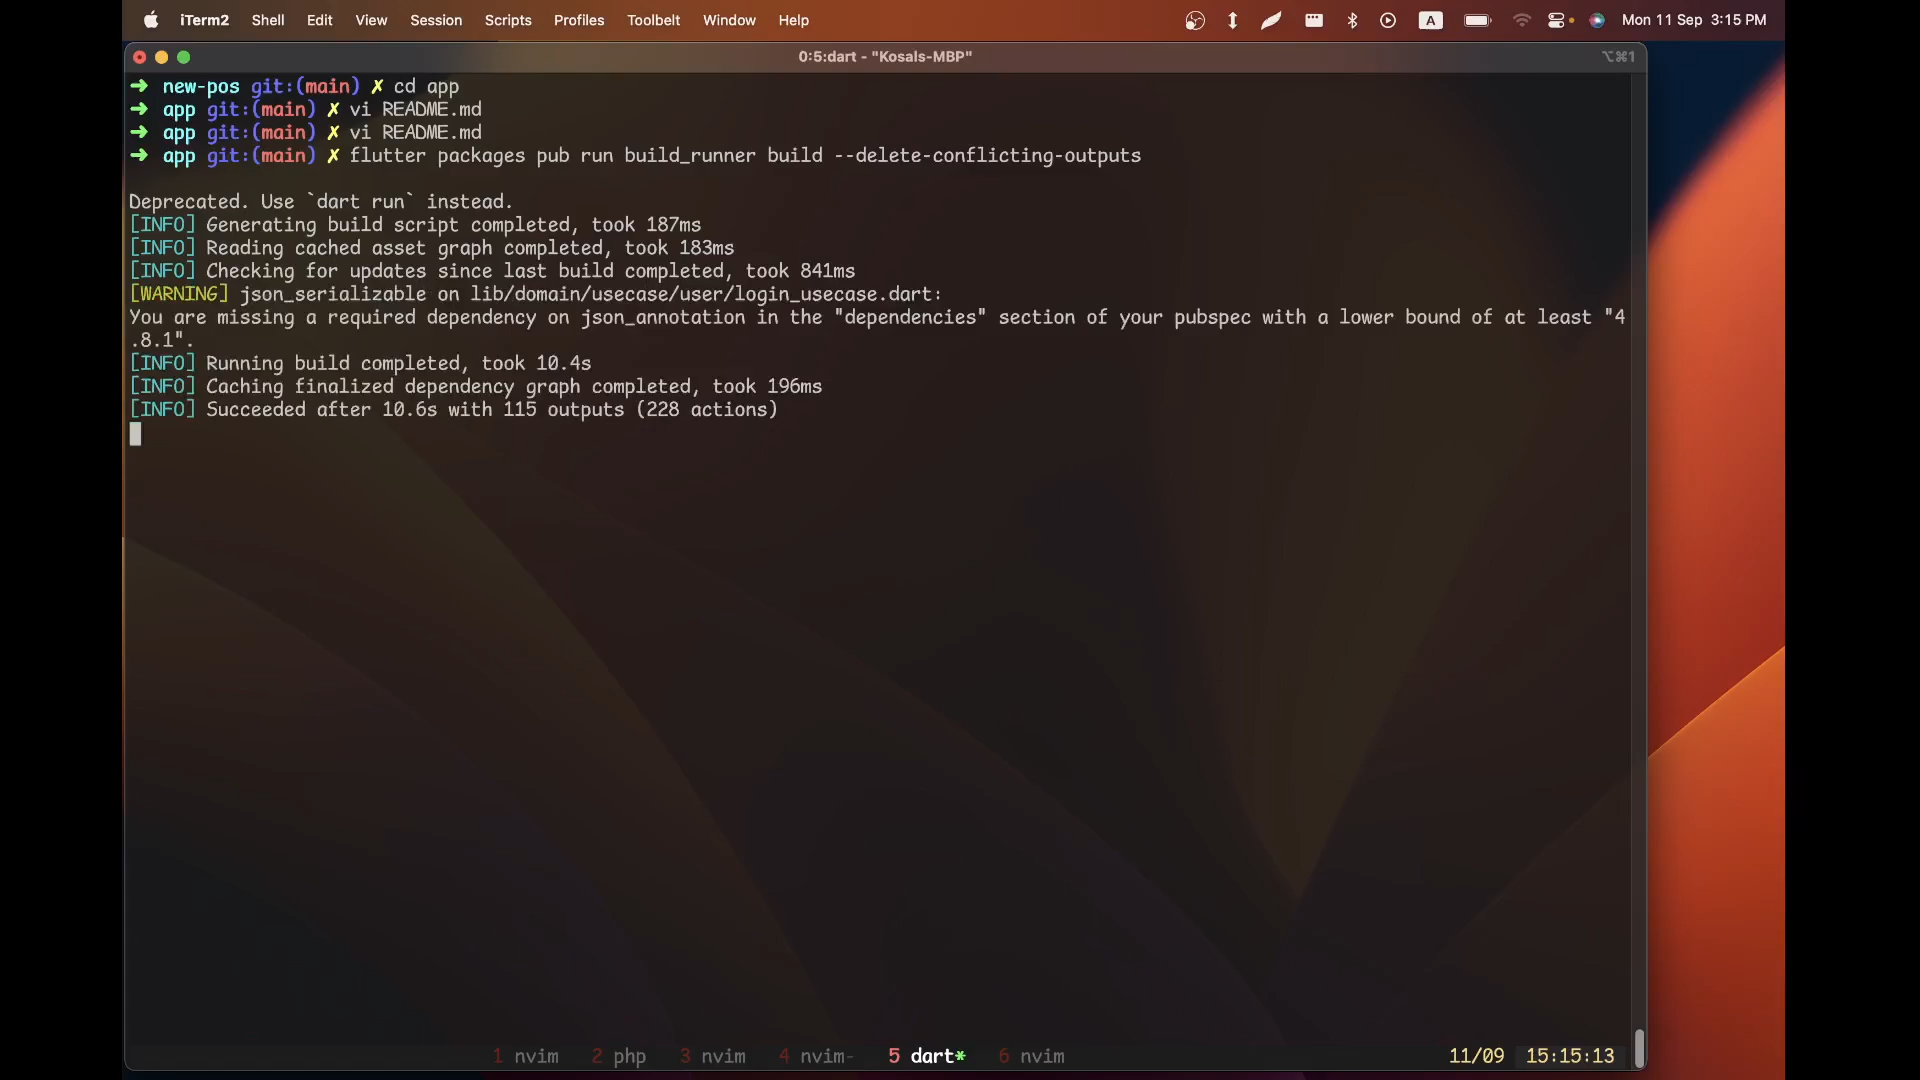 iTerm2 Shell Edit View Session Scripts Profiles Toolbelt Window Help A Mon 11 Sep 3:15 PM
0:5:dart - "Kosals-MBP" ⌥⌘1
➜ new-pos git:(main) ✗ cd app
➜ app git:(main) ✗ vi README.md
➜ app git:(main) ✗ vi README.md
➜ app git:(main) ✗ flutter packages pub run build_runner build --delete-conflicting-outputs
Deprecated. Use `dart run` instead.
[INFO] Generating build script completed, took 187ms
[INFO] Reading cached asset graph completed, took 183ms
[INFO] Checking for updates since last build completed, took 841ms
[WARNING] json_serializable on lib/domain/usecase/user/login_usecase.dart:
You are missing a required dependency on json_annotation in the "dependencies" section of your pubspec with a lower bound of at least "4
.8.1".
[INFO] Running build completed, took 10.4s
[INFO] Caching finalized dependency graph completed, took 196ms
[INFO] Succeeded after 10.6s with 115 outputs (228 actions)
1 nvim 2 php 3 nvim 4 nvim- 5 dart* 6 nvim 11/09 15:15:13